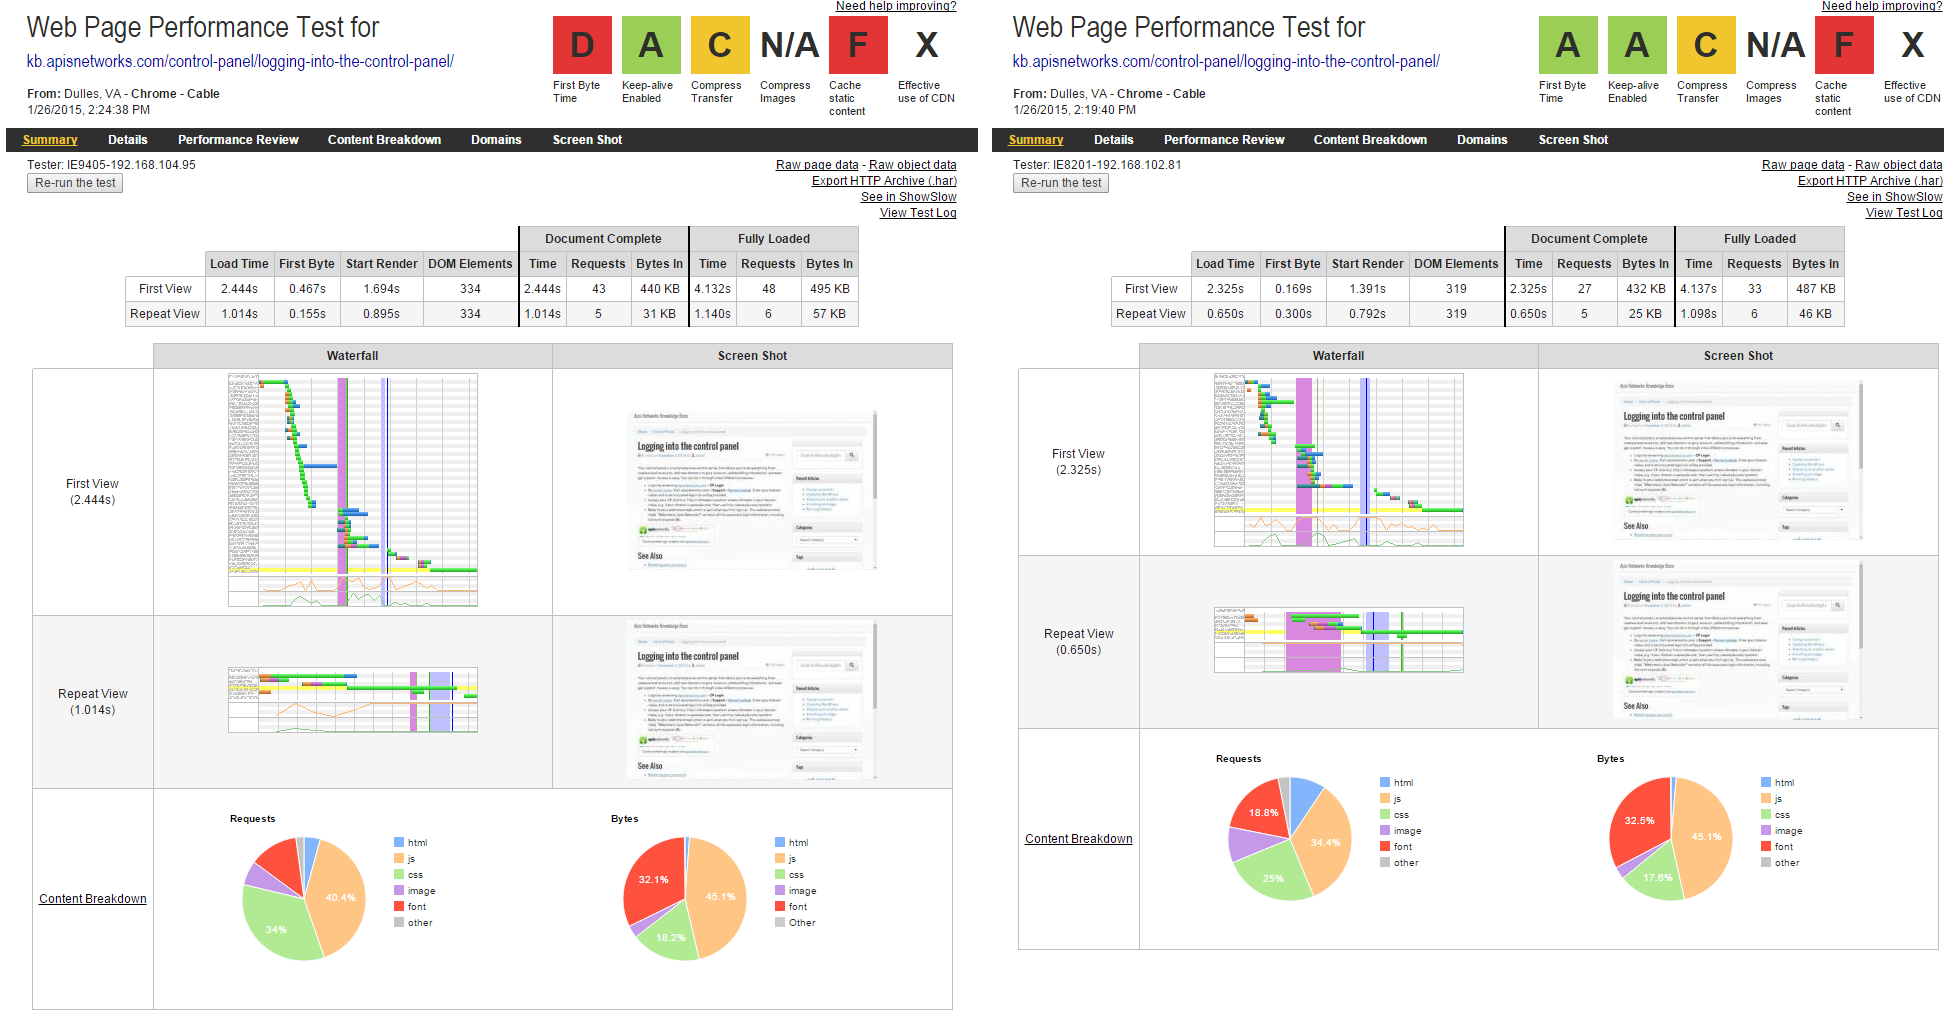 Need help improving?
Web Page Performance Test for
kb.apisnetworks.com/control-panel/logging-into-the-control-panel/
From: Dulles, VA - Chrome - Cable
1/26/2015, 2:24:38 PM
D A C N/A F X
First Byte Time
Keep-alive Enabled
Compress Transfer
Compress Images
Cache static content
Effective use of CDN
Summary Details Performance Review Content Breakdown Domains Screen Shot
Tester: IE9405-192.168.104.95
Re-run the test
Raw page data - Raw object data
Export HTTP Archive (.har)
See in ShowSlow
View Test Log
Document Complete Fully Loaded
Load Time First Byte Start Render DOM Elements Time Requests Bytes In Time Requests Bytes In
First View 2.444s 0.467s 1.694s 334 2.444s 43 440 KB 4.132s 48 495 KB
Repeat View 1.014s 0.155s 0.895s 334 1.014s 5 31 KB 1.140s 6 57 KB
Waterfall Screen Shot
First View
(2.444s)
Logging into the control panel
See Also
Repeat View
(1.014s)
Logging into the control panel
See Also
Content Breakdown
Requests
40.4%
34%
html
js
css
image
font
other
Bytes
32.1%
45.1%
18.2%
html
js
css
image
font
Other
Need help improving?
Web Page Performance Test for
kb.apisnetworks.com/control-panel/logging-into-the-control-panel/
From: Dulles, VA - Chrome - Cable
1/26/2015, 2:19:40 PM
A A C N/A F X
First Byte Time
Keep-alive Enabled
Compress Transfer
Compress Images
Cache static content
Effective use of CDN
Summary Details Performance Review Content Breakdown Domains Screen Shot
Tester: IE8201-192.168.102.81
Re-run the test
Raw page data - Raw object data
Export HTTP Archive (.har)
See in ShowSlow
View Test Log
Document Complete Fully Loaded
Load Time First Byte Start Render DOM Elements Time Requests Bytes In Time Requests Bytes In
First View 2.325s 0.169s 1.391s 319 2.325s 27 432 KB 4.137s 33 487 KB
Repeat View 0.650s 0.300s 0.792s 319 0.650s 5 25 KB 1.098s 6 46 KB
Waterfall Screen Shot
First View
(2.325s)
Logging into the control panel
See Also
Repeat View
(0.650s)
Logging into the control panel
See Also
Content Breakdown
Requests
18.8%
34.4%
25%
html
js
css
image
font
other
Bytes
32.5%
45.1%
17.6%
html
js
css
image
font
other